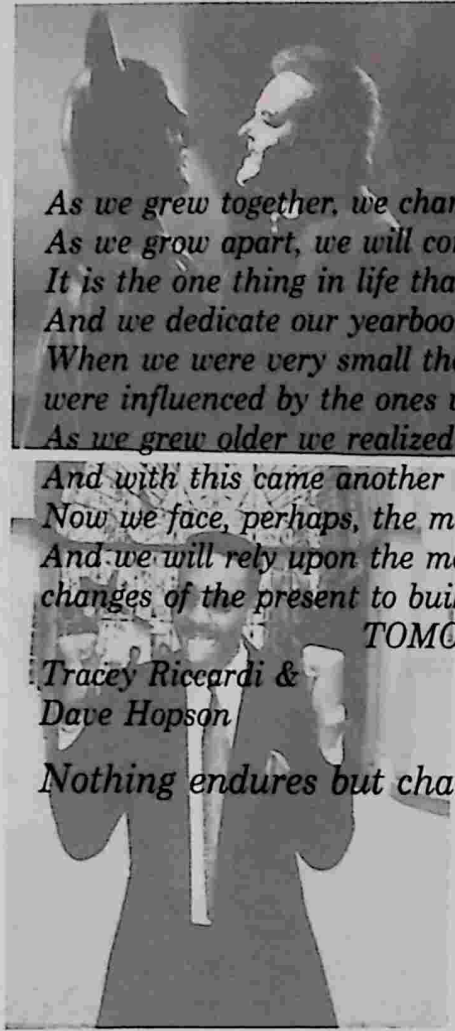 As we grew together, we chan
As we grow apart, we will co
It is the one thing in life tha
And we dedicate our yearboo
When we were very small the
were influenced by the ones
As we grew older we realized
And with this came another
Now we face, perhaps, the m
And we will rely upon the m
changes of the present to buil
TOMO
Tracey Riccardi &
Dave Hopson
Nothing endures but cha